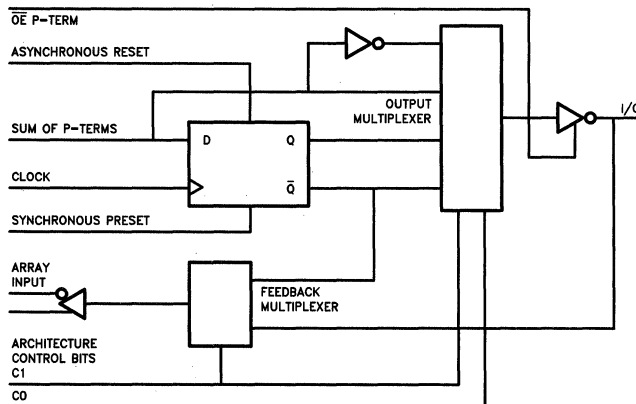 O̅E̅ P-TERM
ASYNCHRONOUS RESET
OUTPUT
MULTIPLEXER
I/O
SUM OF P-TERMS
D
Q
CLOCK
Q̅
SYNCHRONOUS PRESET
ARRAY
INPUT
FEEDBACK
MULTIPLEXER
ARCHITECTURE
CONTROL BITS
C1
C0